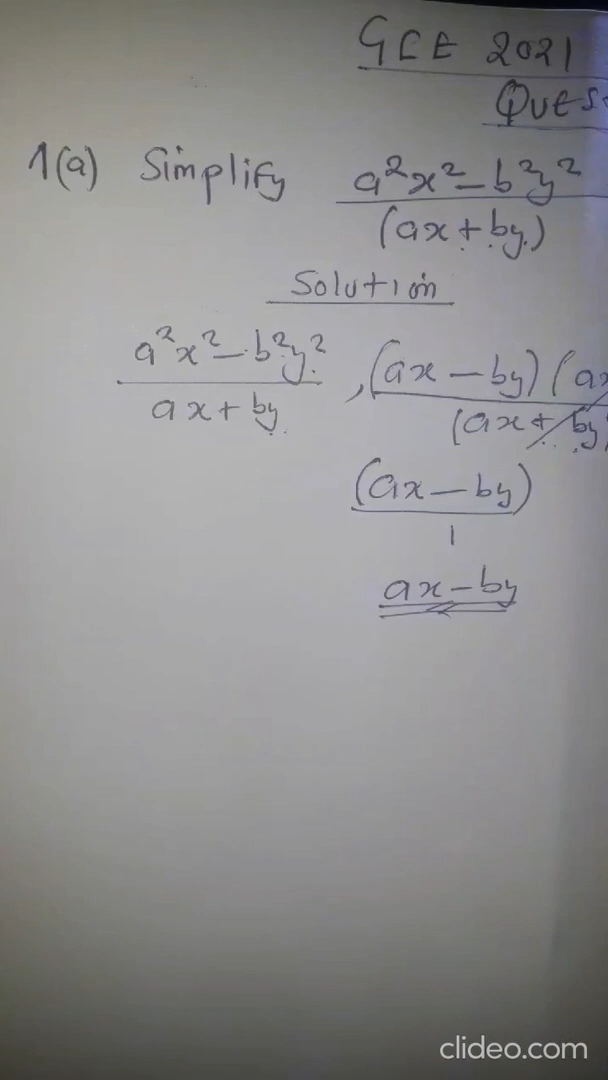 GCE 2021
QUES
1(a) Simplify a²x² - b²y²
(ax + by)
Solution
a²x² - b²y² , (ax - by) (ax
ax + by (ax + by)
(ax - by)
1
ax - by
clideo.com